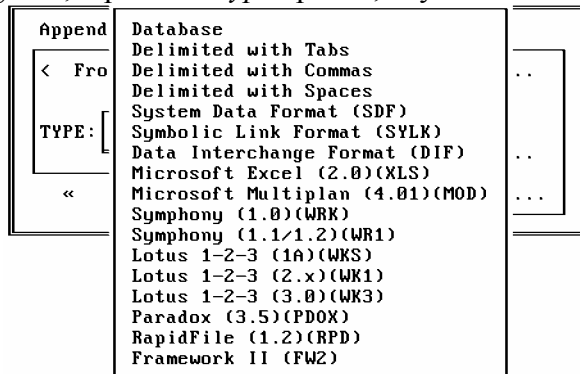 Append
Database
Delimited with Tabs
< Fro
Delimited with Commas
..
Delimited with Spaces
System Data Format (SDF)
TYPE:
Symbolic Link Format (SYLK)
Data Interchange Format (DIF)
..
Microsoft Excel (2.0)(XLS)
«
Microsoft Multiplan (4.01)(MOD)
...
Symphony (1.0)(WRK)
Symphony (1.1/1.2)(WR1)
Lotus 1-2-3 (1A)(WKS)
Lotus 1-2-3 (2.x)(WK1)
Lotus 1-2-3 (3.0)(WK3)
Paradox (3.5)(PDOX)
RapidFile (1.2)(RPD)
Framework II (FW2)